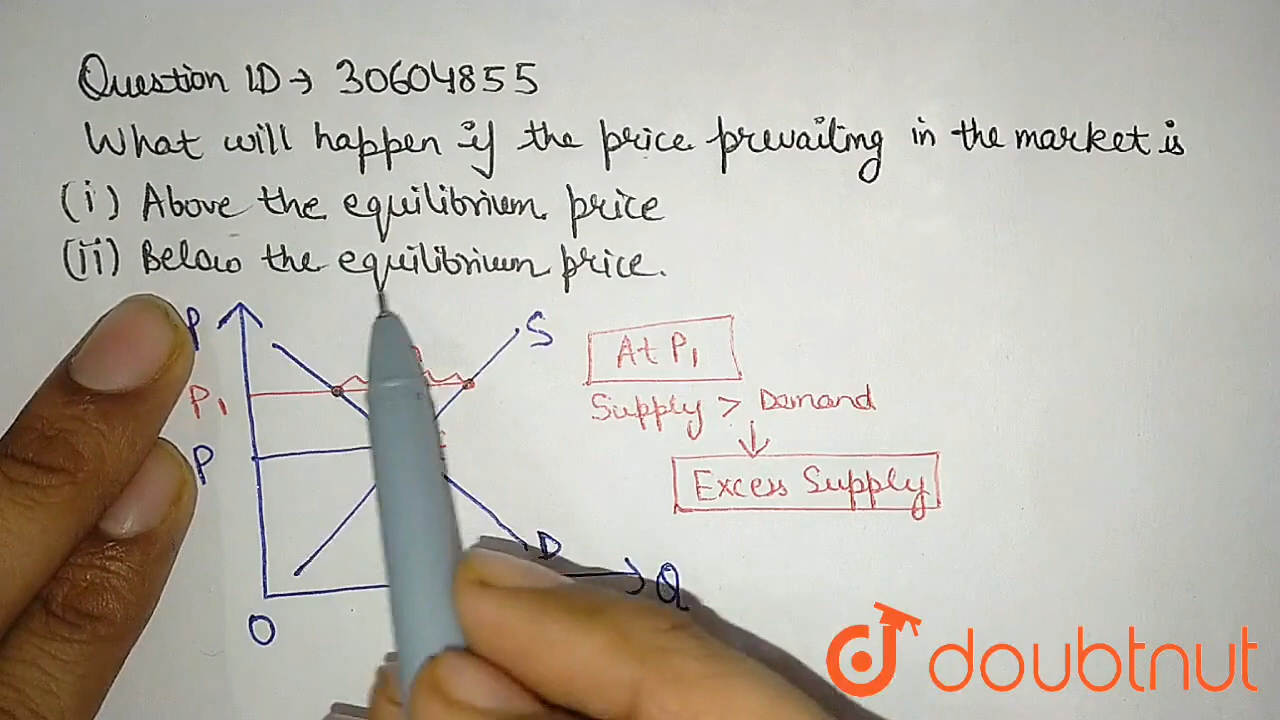 Question ID → 30604855
What will happen if the price prevailing in the market is
(i) Above the equilibrium price
(ii) Below the equilibrium price.
P
S
At P1
P1
Supply > Demand
P
Excess Supply
D
Q
O
doubtnut